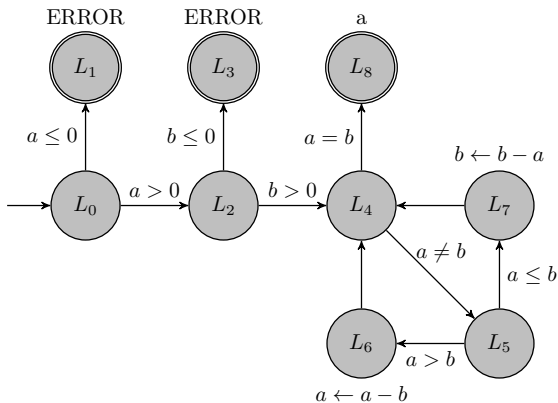 ERROR ERROR a
L₁ L₃ L₈
a ≤ 0 b ≤ 0 a = b
b ← b − a
L₀ a > 0 L₂ b > 0 L₄ L₇
a ≠ b
a ≤ b
L₆ a > b L₅
a ← a − b